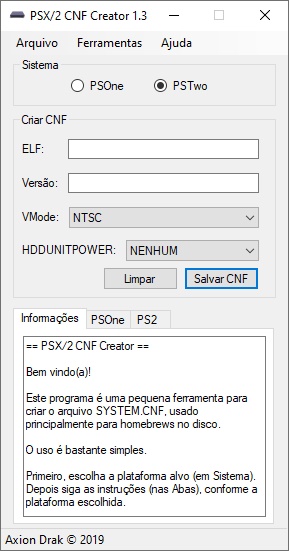 PSX/2 CNF Creator 1.3
Arquivo Ferramentas Ajuda
Sistema
PSOne PSTwo
Criar CNF
ELF:
Versão:
VMode: NTSC
HDDUNITPOWER: NENHUM
Limpar Salvar CNF
Informações PSOne PS2
== PSX/2 CNF Creator ==
Bem vindo(a)!
Este programa é uma pequena ferramenta para
criar o arquivo SYSTEM.CNF, usado
principalmente para homebrews no disco.
O uso é bastante simples.
Primeiro, escolha a plataforma alvo (em Sistema).
Depois siga as instruções (nas Abas), conforme a
plataforma escolhida.
Axion Drak © 2019